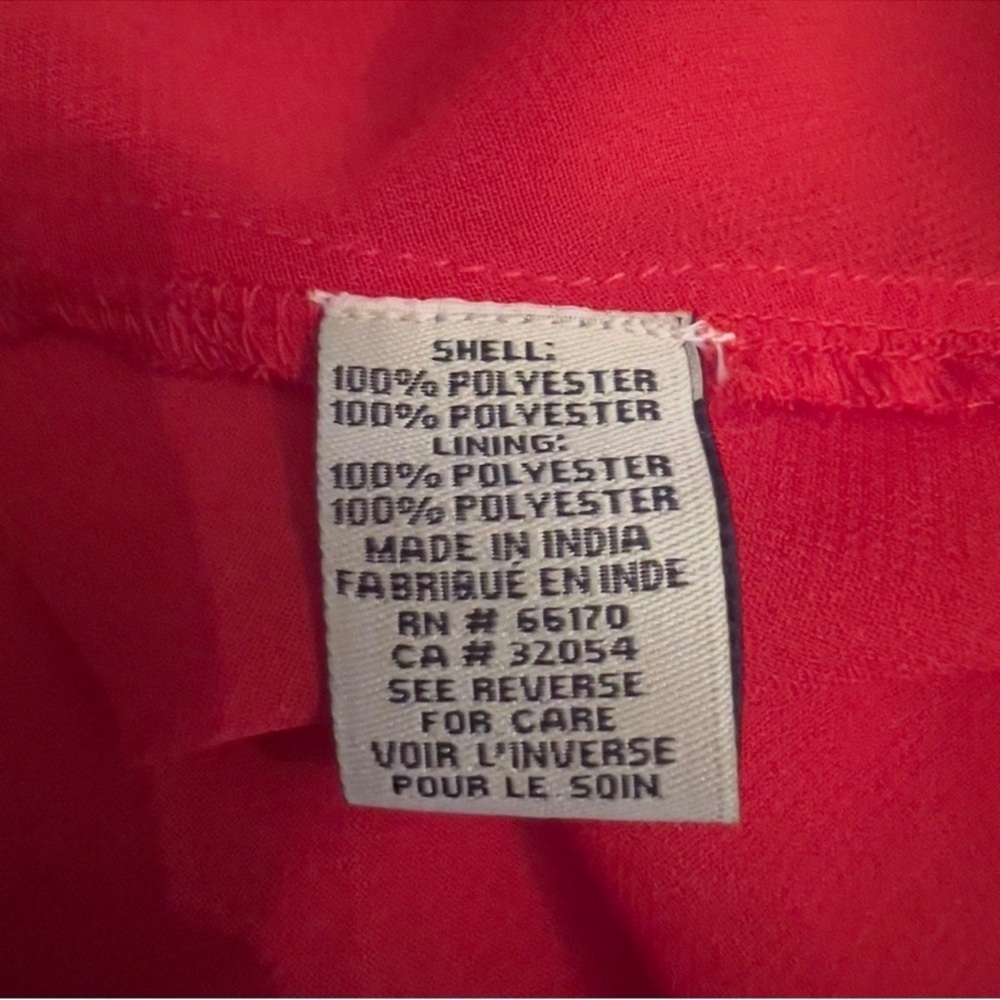 SHELL:
100% POLYESTER
100% POLYESTER
LINING:
100% POLYESTER
100% POLYESTER
MADE IN INDIA
FABRIQUÉ EN INDE
RN # 66170
CA # 32054
SEE REVERSE
FOR CARE
VOIR L'INVERSE
POUR LE SOIN